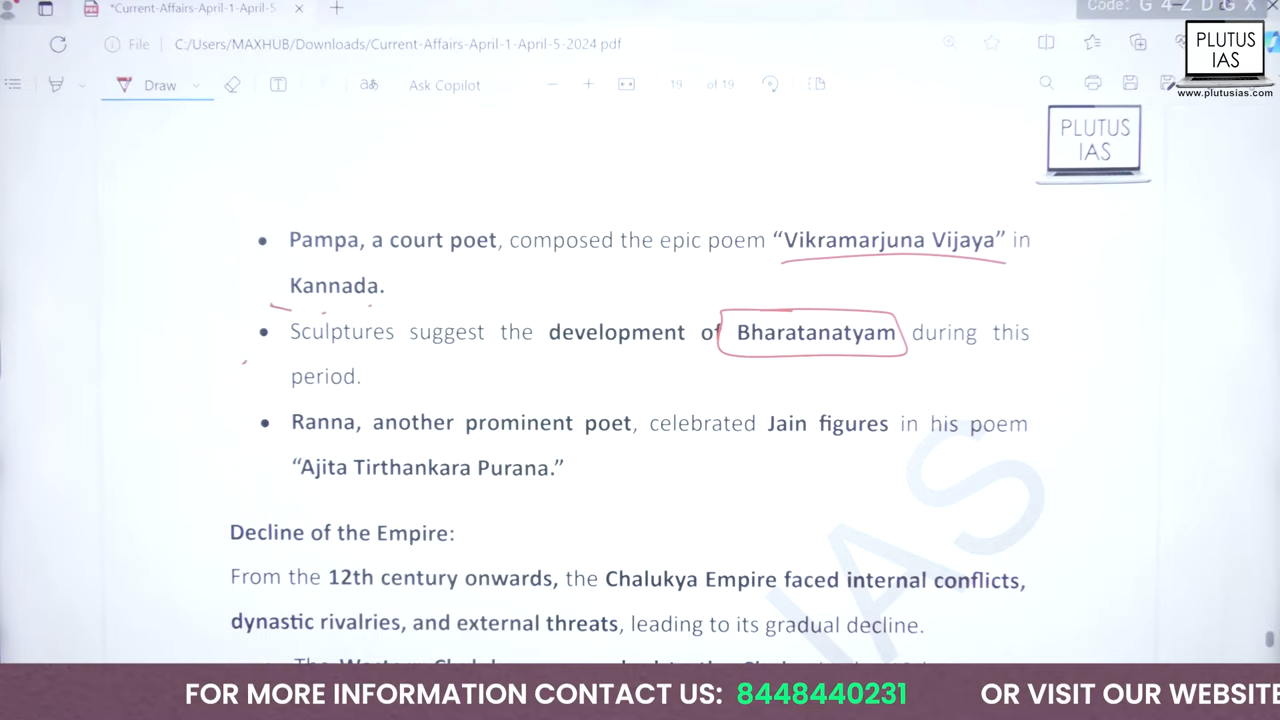 *Current-Affairs-April-1-April-5
Code: G 4 - Z D G X
File C:/Users/MAXHUB/Downloads/Current-Affairs-April-1-April-5-2024.pdf
Draw Ask Copilot 19 of 19
PLUTUS
IAS
www.plutusias.com
PLUTUS
IAS
• Pampa, a court poet, composed the epic poem “Vikramarjuna Vijaya” in
Kannada.
• Sculptures suggest the development of Bharatanatyam during this
period.
• Ranna, another prominent poet, celebrated Jain figures in his poem
“Ajita Tirthankara Purana.”
IAS
Decline of the Empire:
From the 12th century onwards, the Chalukya Empire faced internal conflicts,
dynastic rivalries, and external threats, leading to its gradual decline.
FOR MORE INFORMATION CONTACT US: 8448440231 OR VISIT OUR WEBSITE